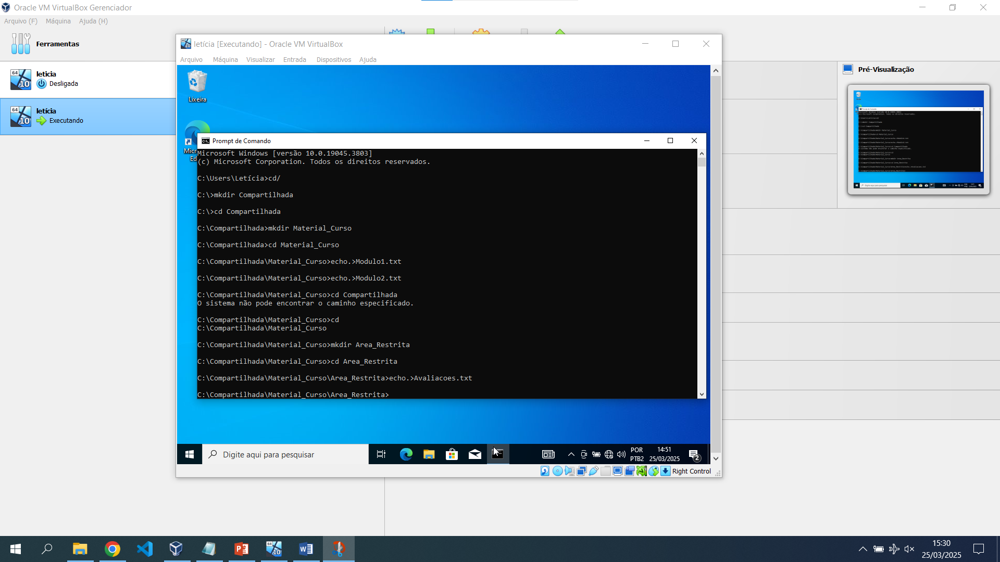 Oracle VM VirtualBox Gerenciador
Arquivo (F) Máquina Ajuda (H)
Ferramentas
leticia
Desligada
letícia
Executando
letícia [Executando] - Oracle VM VirtualBox
Arquivo Máquina Visualizar Entrada Dispositivos Ajuda
Lixeira
Prompt de Comando
Microsoft Windows [versão 10.0.19045.3803]
(c) Microsoft Corporation. Todos os direitos reservados.
C:\Users\Letícia>cd/
C:\>mkdir Compartilhada
C:\>cd Compartilhada
C:\Compartilhada>mkdir Material_Curso
C:\Compartilhada>cd Material_Curso
C:\Compartilhada\Material_Curso>echo.>Modulo1.txt
C:\Compartilhada\Material_Curso>echo.>Modulo2.txt
C:\Compartilhada\Material_Curso>cd Compartilhada
O sistema não pode encontrar o caminho especificado.
C:\Compartilhada\Material_Curso>cd
C:\Compartilhada\Material_Curso
C:\Compartilhada\Material_Curso>mkdir Area_Restrita
C:\Compartilhada\Material_Curso>cd Area_Restrita
C:\Compartilhada\Material_Curso\Area_Restrita>echo.>Avaliacoes.txt
C:\Compartilhada\Material_Curso\Area_Restrita>
Digite aqui para pesquisar
POR
PTB2
14:51
25/03/2025
2
Right Control
Pré-Visualização
15:30
25/03/2025